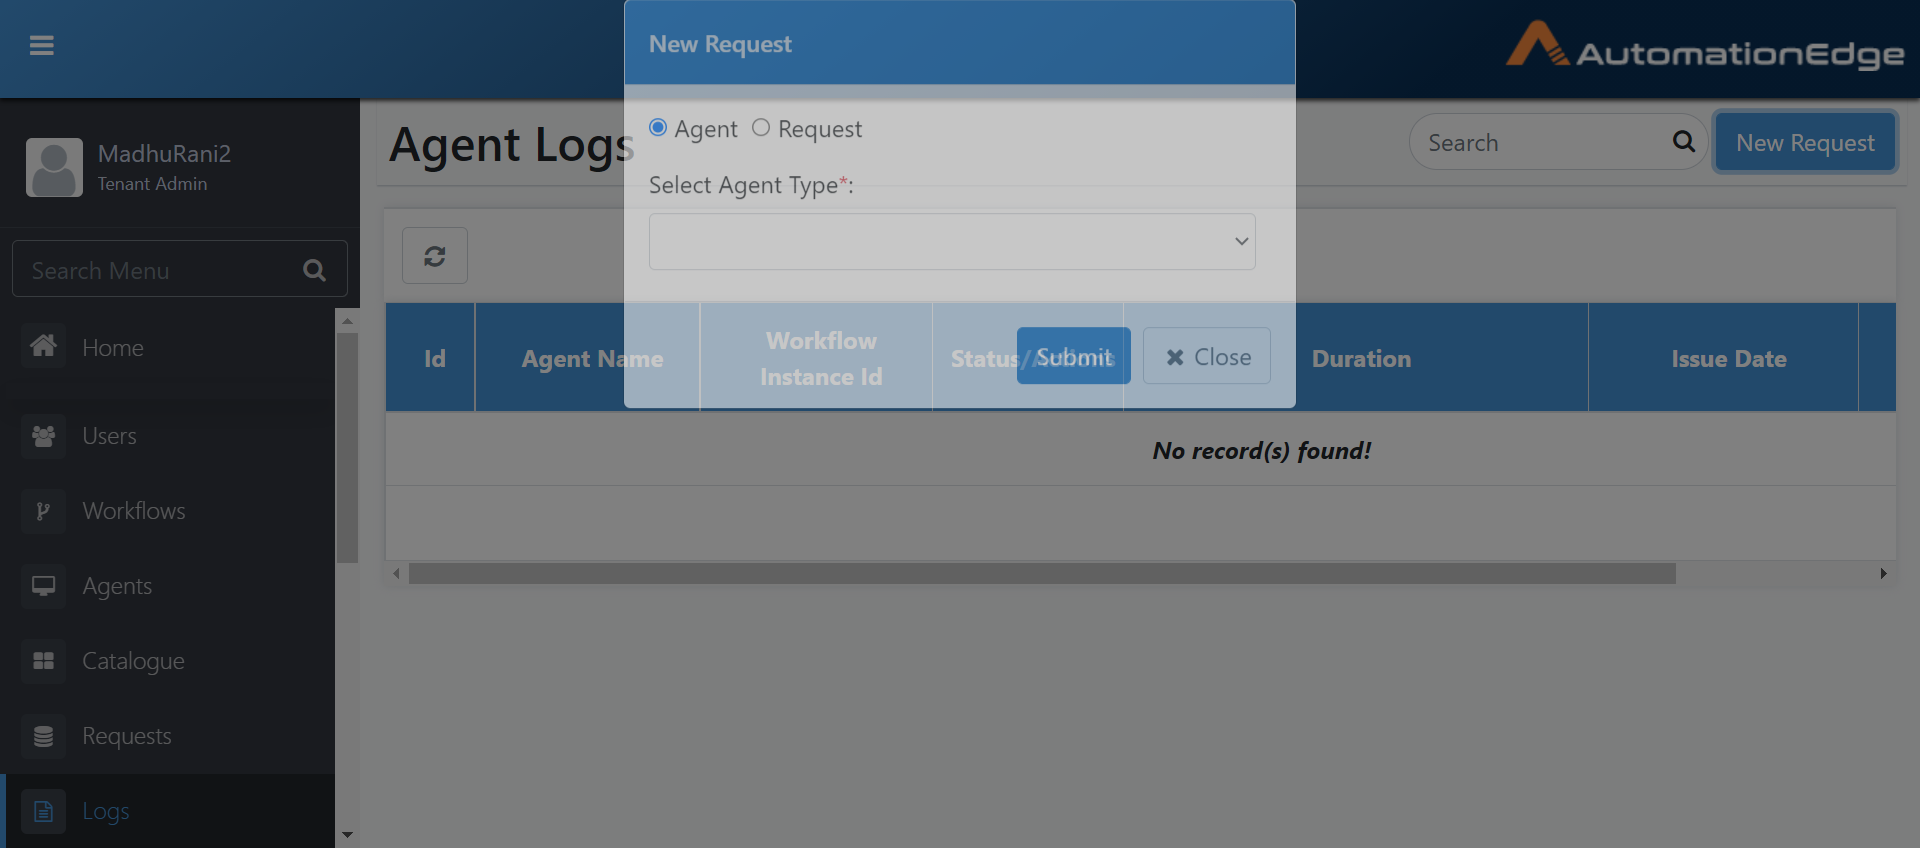 New Request
AutomationEdge
MadhuRani2
Tenant Admin
Search Menu
Home
Users
Workflows
Agents
Catalogue
Requests
Logs
Agent Logs
Search
New Request
Agent
Request
Select Agent Type*:
Id
Agent Name
Workflow
Instance Id
Status/Actions
Submit
Close
Duration
Issue Date
No record(s) found!